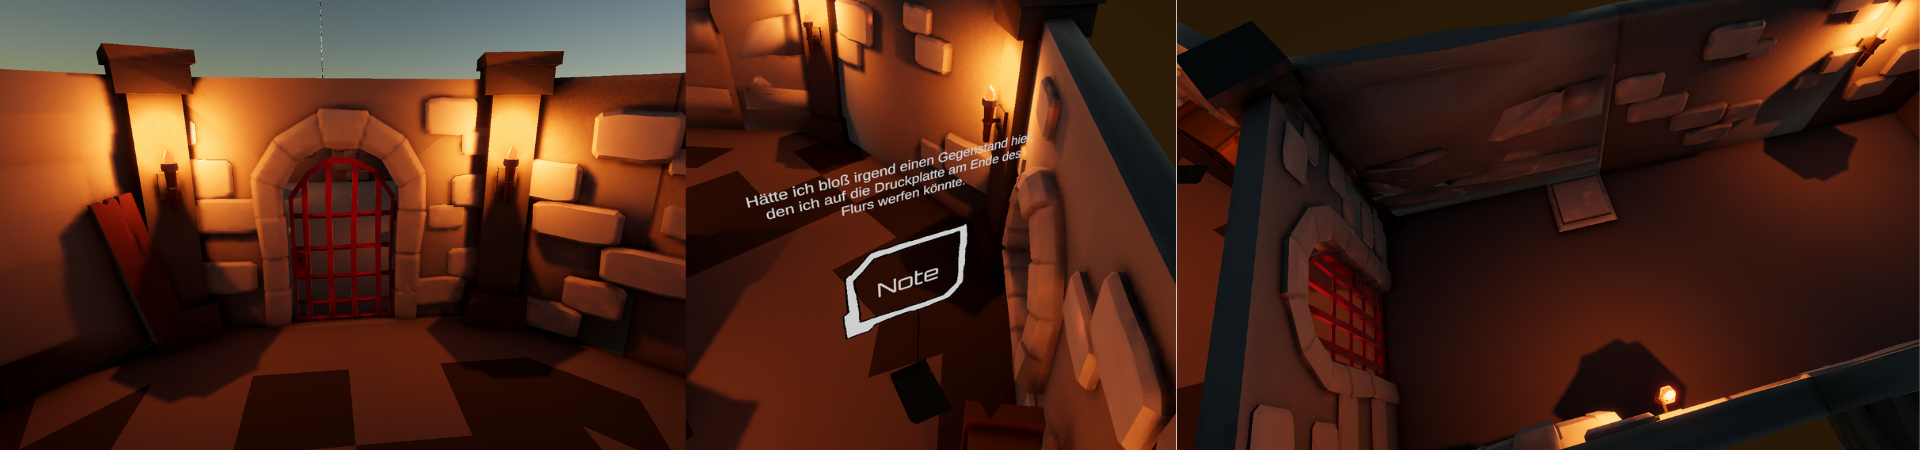 Hätte ich bloß irgend einen Gegenstand hier,
den ich auf die Druckplatte am Ende des
Flurs werfen könnte.
Note